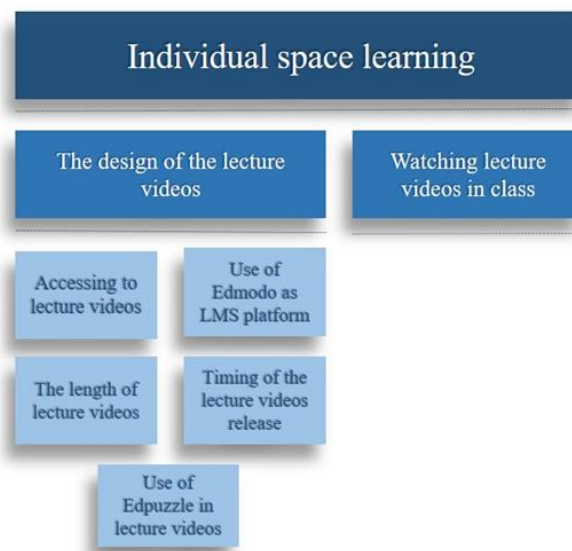 Individual space learning
The design of the lecture
videos
Watching lecture
videos in class
Accessing to
lecture videos
Use of
Edmodo as
LMS platform
The length of
lecture videos
Timing of the
lecture videos
release
Use of
Edpuzzle in
lecture videos